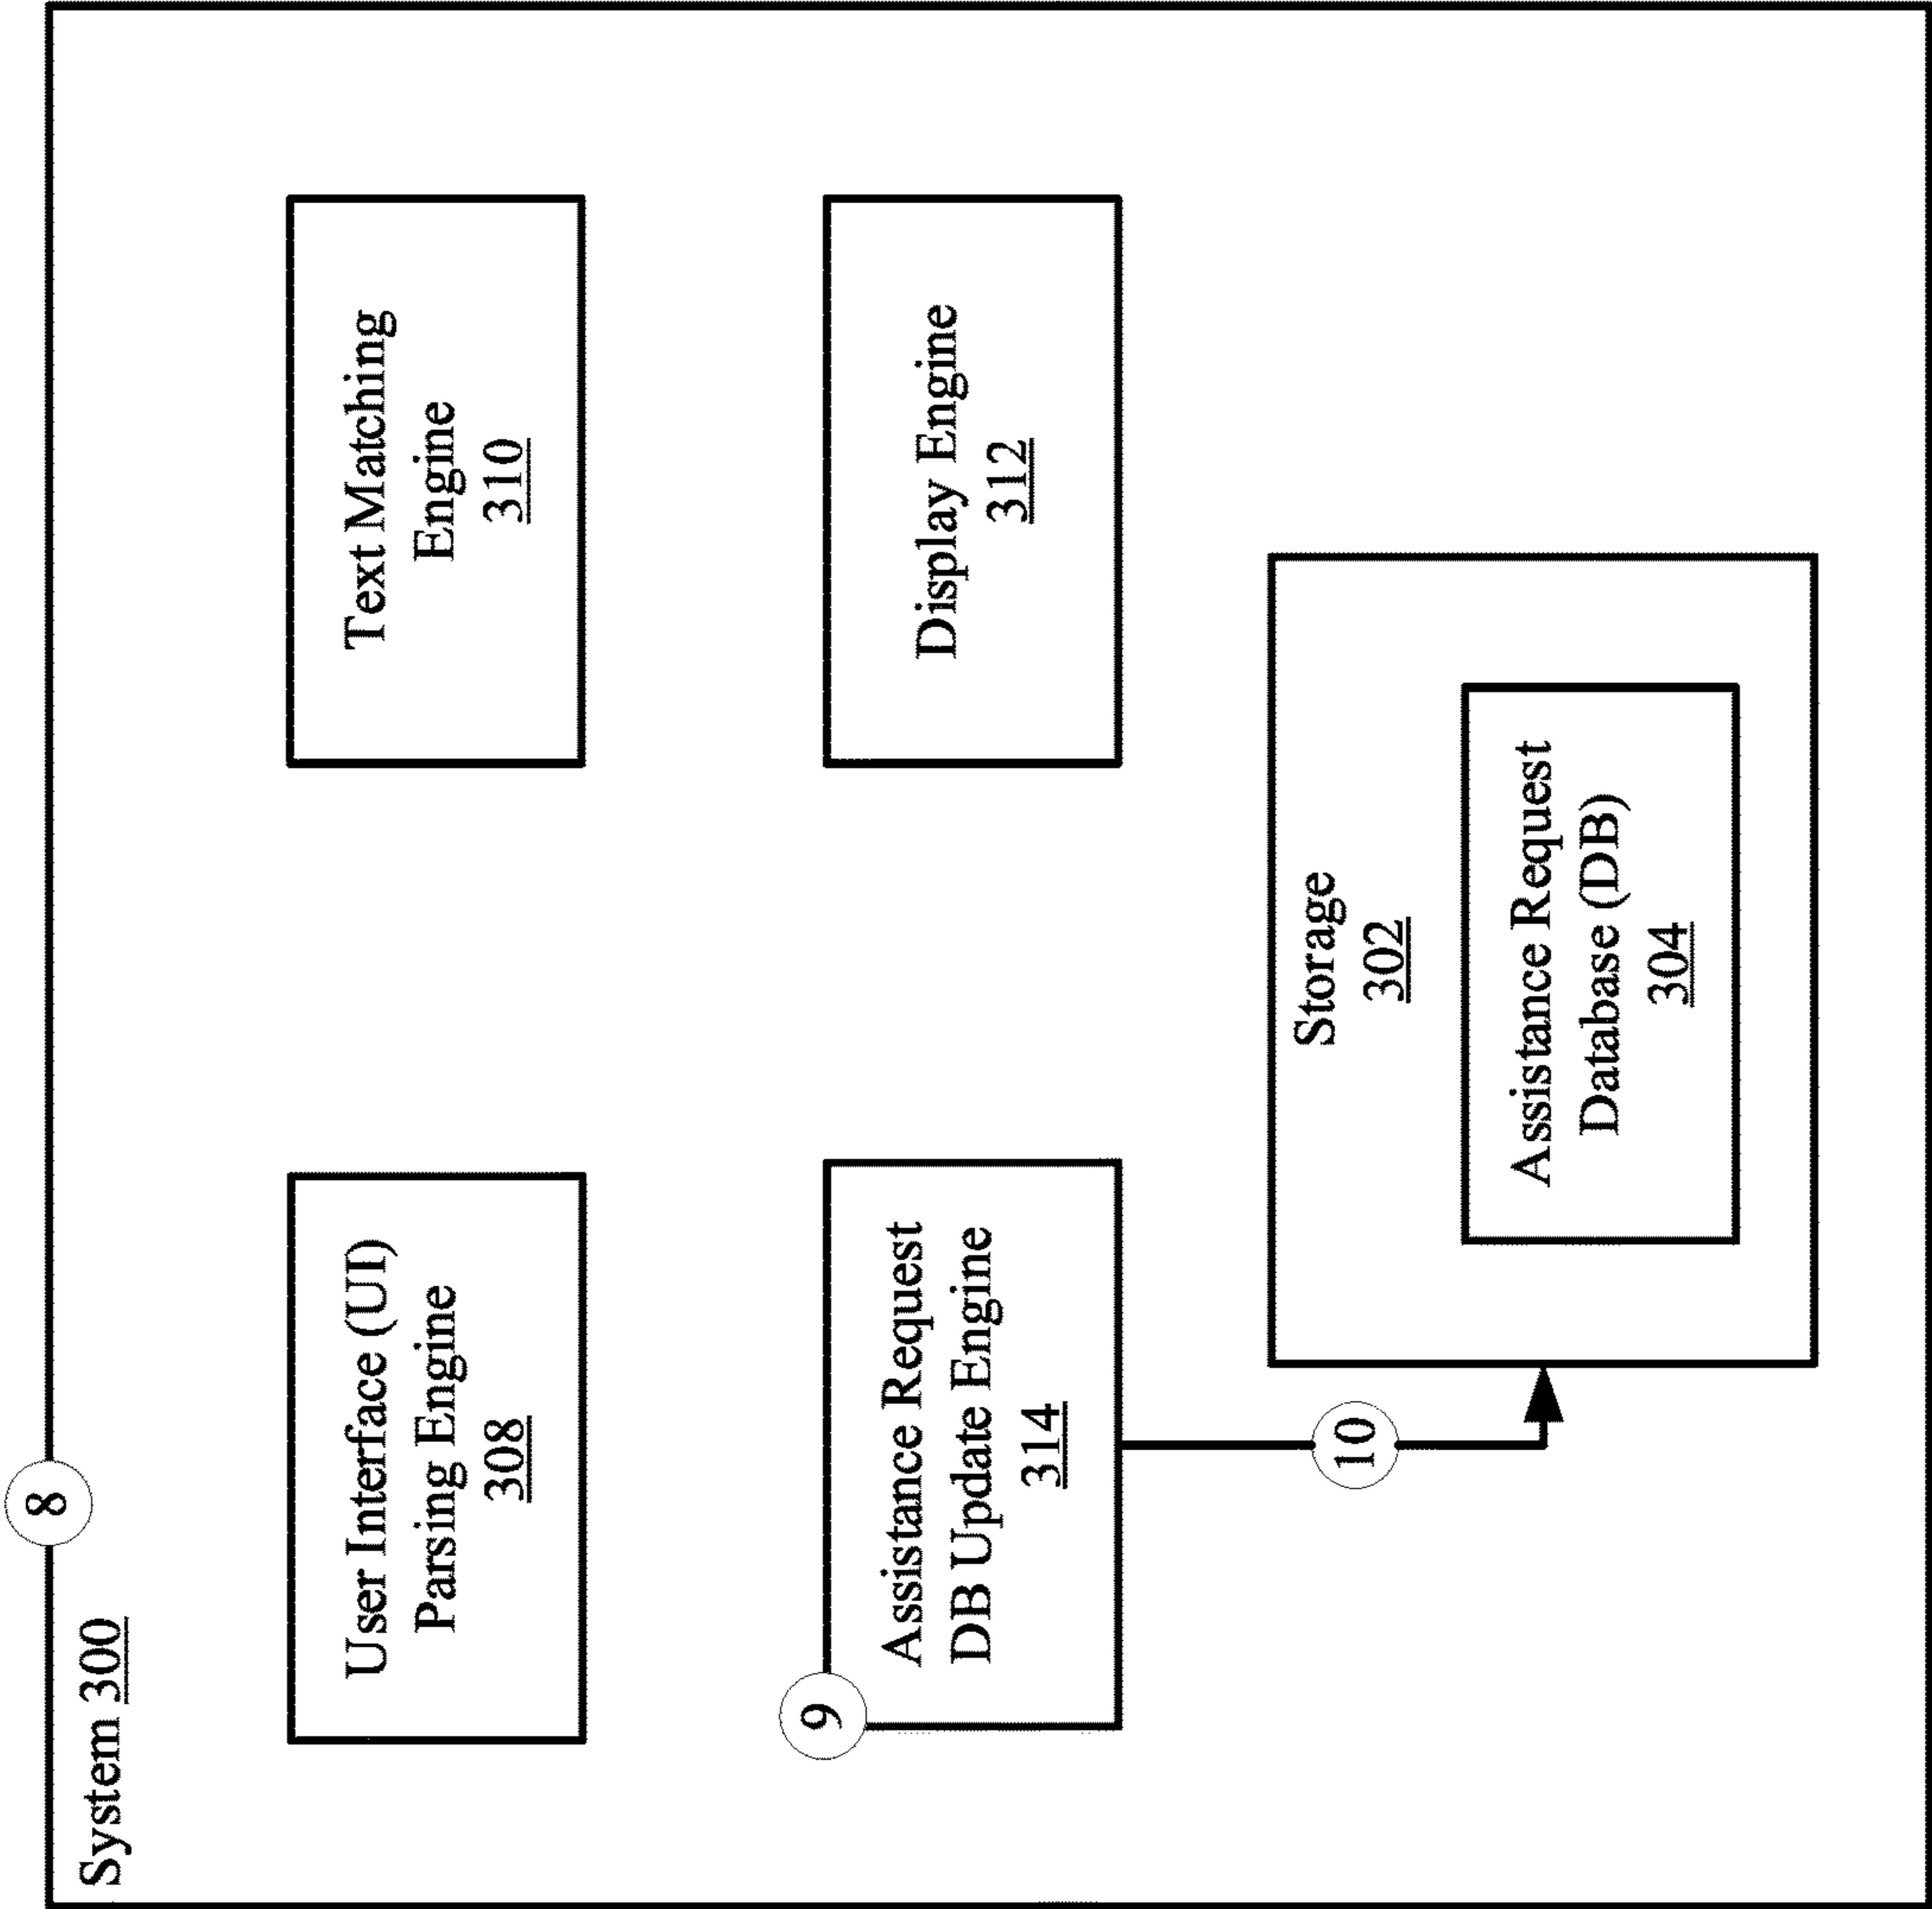 8
System 300
User Interface (UI)
Parsing Engine
308
Text Matching
Engine
310
9
Assistance Request
DB Update Engine
314
Display Engine
312
10
Storage
302
Assistance Request
Database (DB)
304